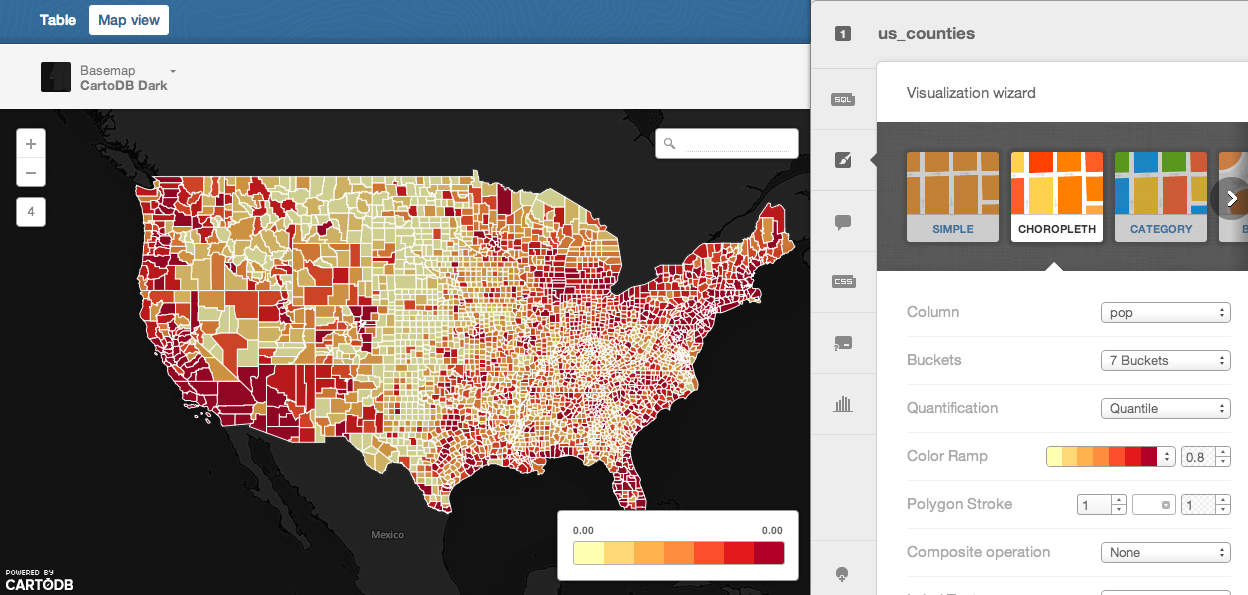 Table
Map view
Basemap
CartoDB Dark
+
−
4
Mexico
0.00 0.00
POWERED BY
CARTODB
1
us_counties
SQL
CSS
Visualization wizard
SIMPLE
CHOROPLETH
CATEGORY
B
Column
pop
Buckets
7 Buckets
Quantification
Quantile
Color Ramp
0.8
Polygon Stroke
1
1
Composite operation
None